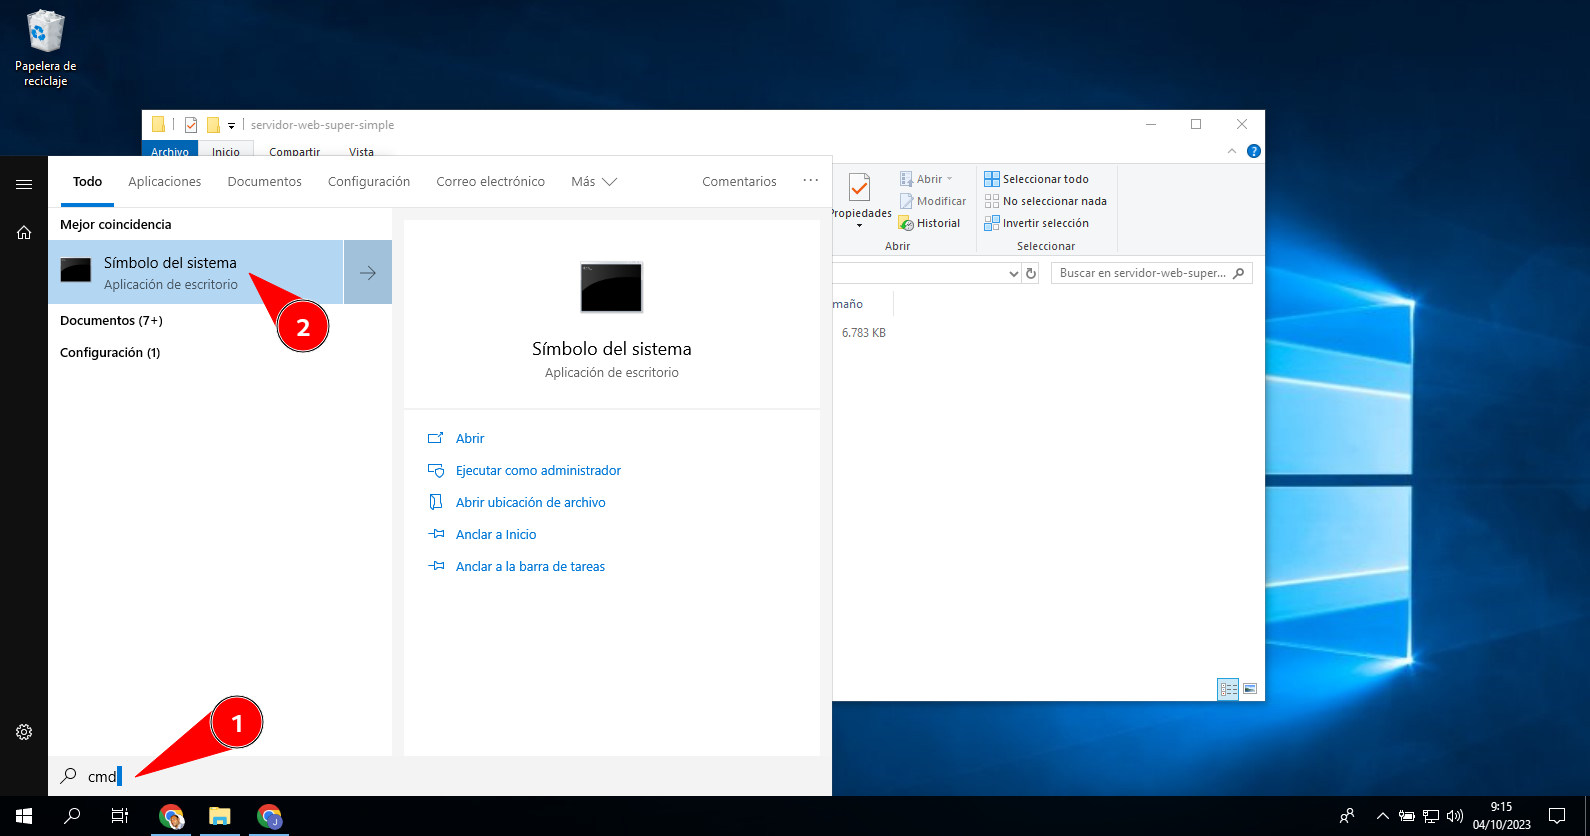 Papelera de
reciclaje
servidor-web-super-simple
Archivo Inicio Compartir Vista
Todo Aplicaciones Documentos Configuración Correo electrónico Más Comentarios ...
Mejor coincidencia
Símbolo del sistema
Aplicación de escritorio
2
Documentos (7+)
Configuración (1)
Símbolo del sistema
Aplicación de escritorio
Abrir
Ejecutar como administrador
Abrir ubicación de archivo
Anclar a Inicio
Anclar a la barra de tareas
1
cmd
Propiedades
Abrir
Modificar
Historial
Abrir
Seleccionar todo
No seleccionar nada
Invertir selección
Seleccionar
Buscar en servidor-web-super...
maño
6.783 KB
J
9:15
04/10/2023